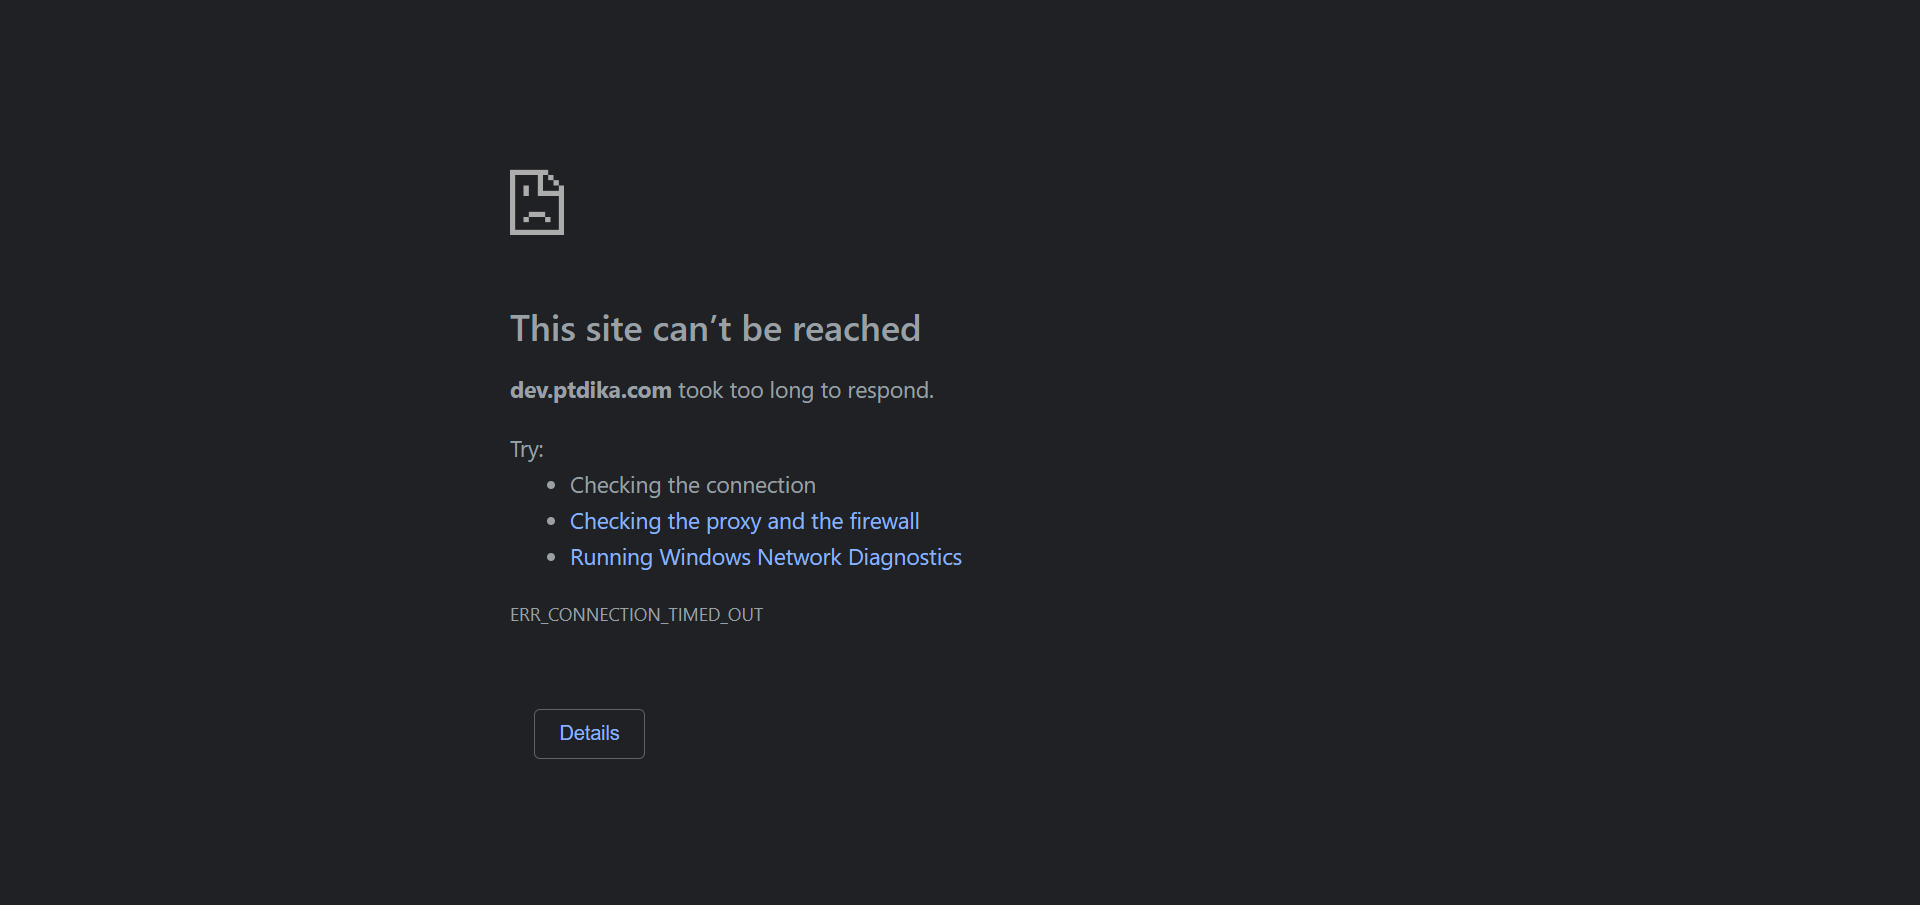 This site can’t be reached
dev.ptdika.com took too long to respond.
Try:
Checking the connection
Checking the proxy and the firewall
Running Windows Network Diagnostics
ERR_CONNECTION_TIMED_OUT
Details